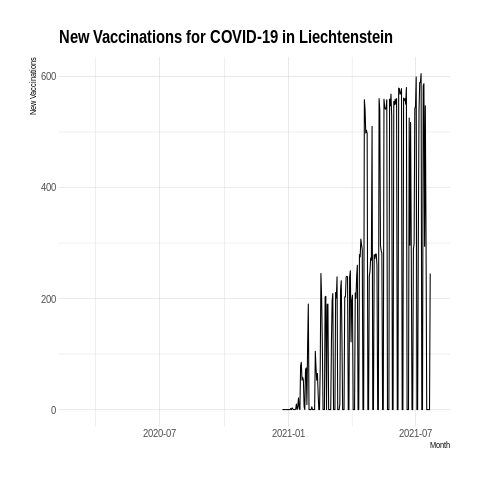 New Vaccinations for COVID-19 in Liechtenstein
New Vaccinations
600
400
200
0
2020-07
2021-01
2021-07
Month